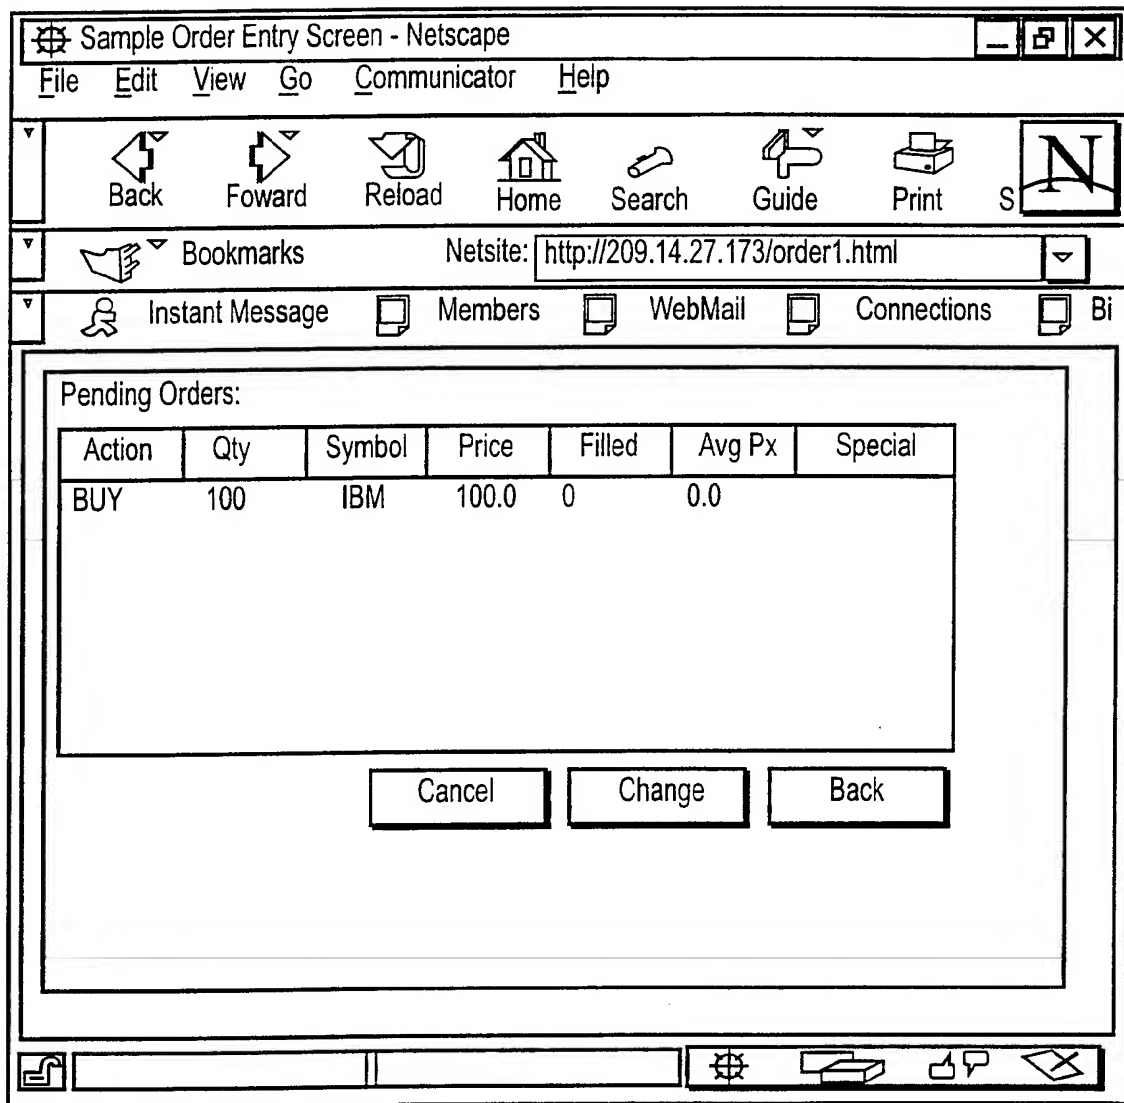 Sample Order Entry Screen - Netscape
File Edit View Go Communicator Help
Back Foward Reload Home Search Guide Print S N
Bookmarks Netsite: http://209.14.27.173/order1.html
Instant Message Members WebMail Connections Bi
Pending Orders:
Action Qty Symbol Price Filled Avg Px Special
BUY 100 IBM 100.0 0 0.0
Cancel Change Back